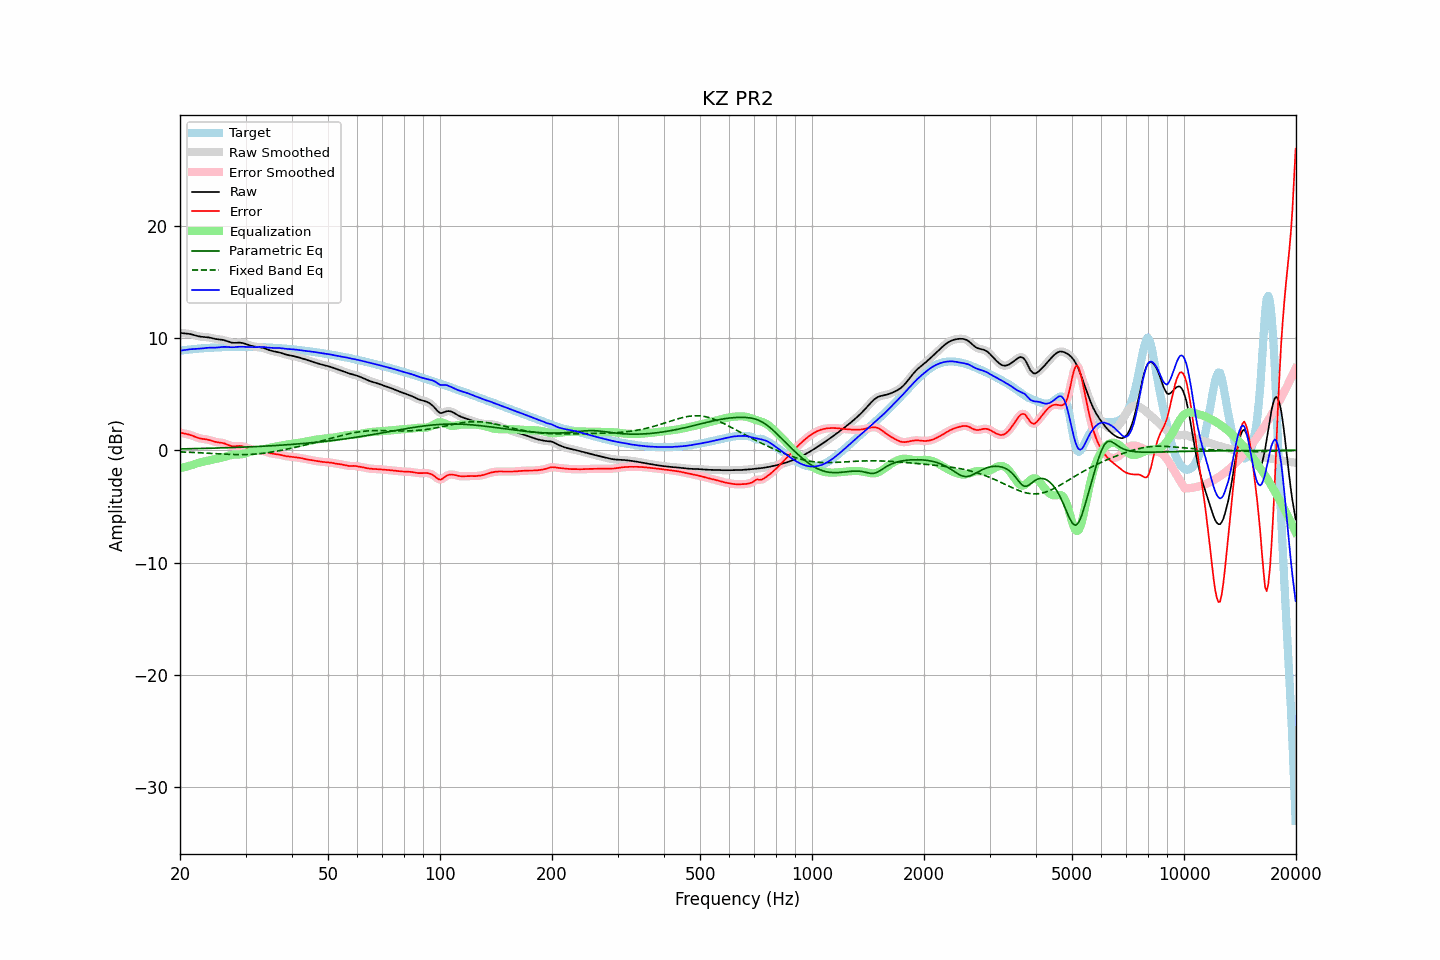 KZ PR2
Target
Raw Smoothed
Error Smoothed
Raw
Error
Equalization
Parametric Eq
Fixed Band Eq
Equalized
20
10
0
−10
−20
−30
Amplitude (dBr)
20
50
100
200
500
1000
2000
5000
10000
20000
Frequency (Hz)